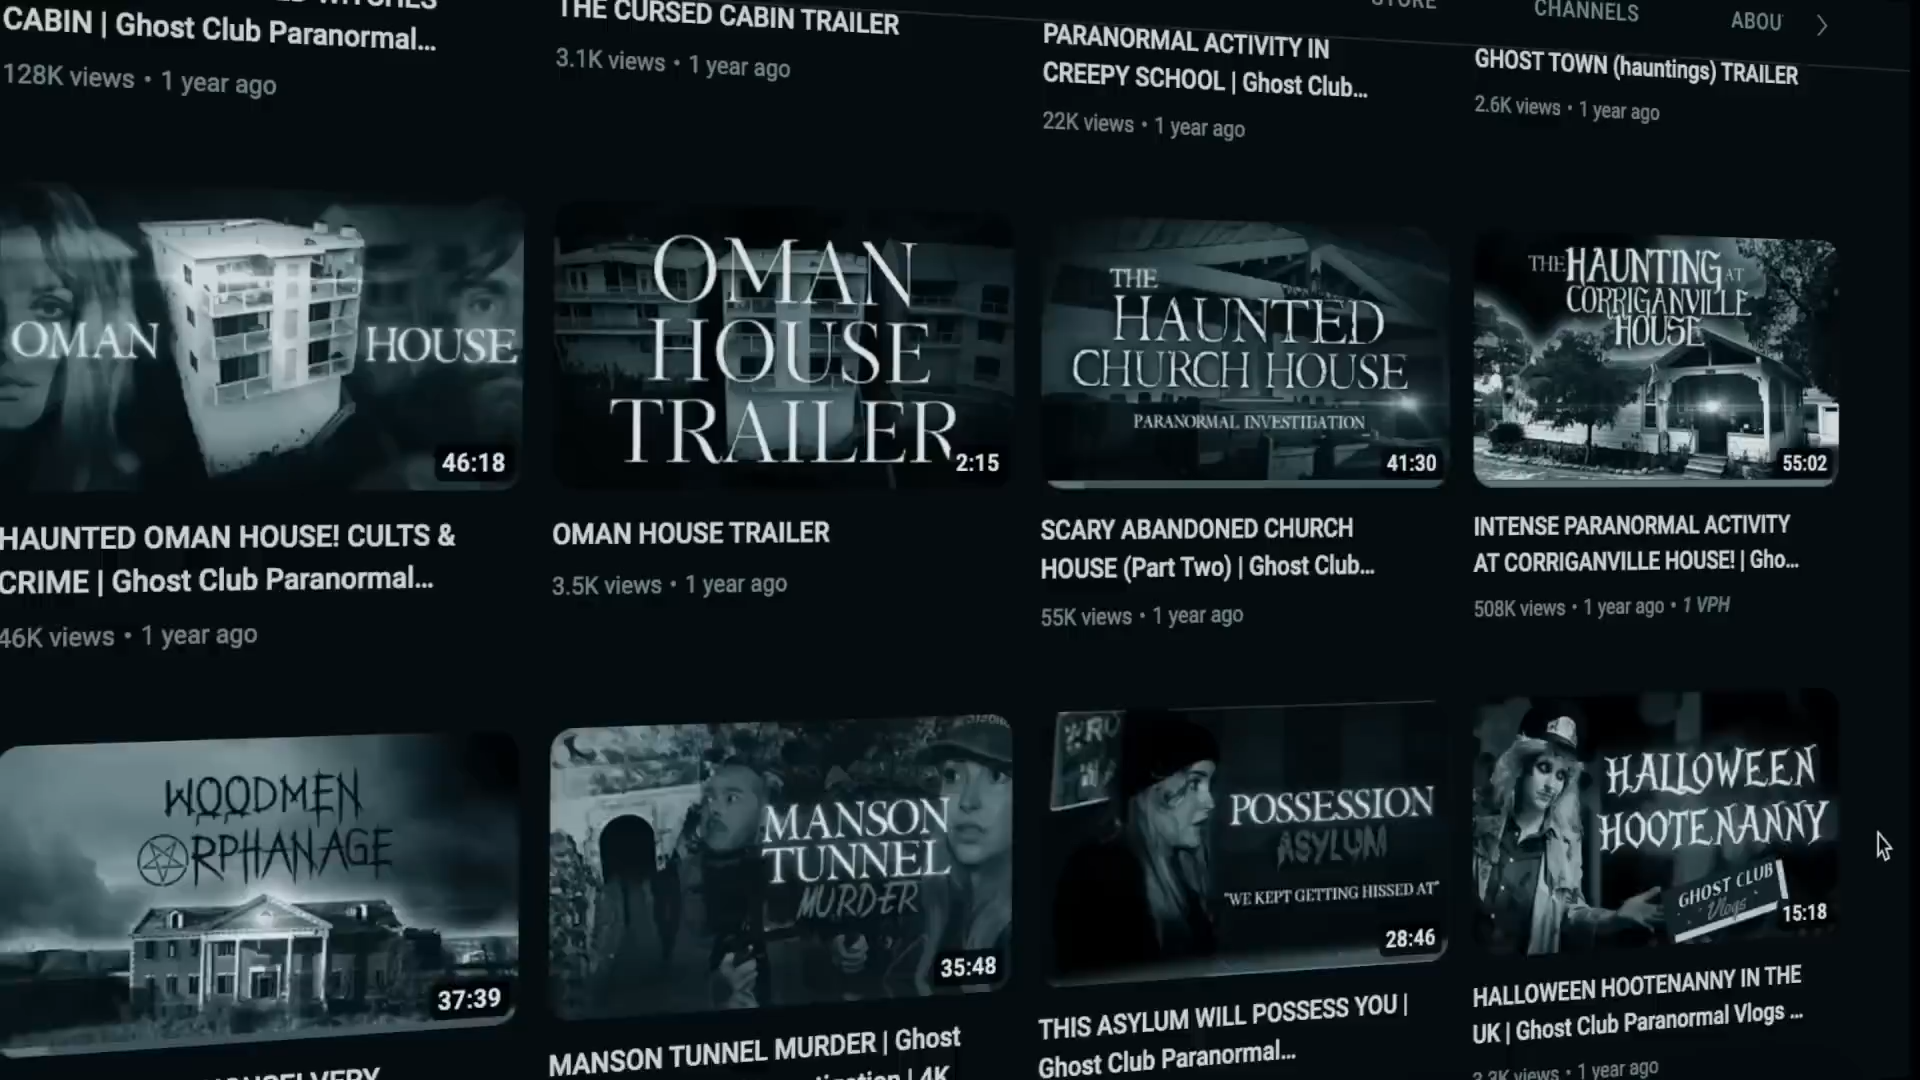 STORE
CHANNELS
ABOU
WITCHES
CABIN | Ghost Club Paranormal...
128K views • 1 year ago
THE CURSED CABIN TRAILER
3.1K views • 1 year ago
PARANORMAL ACTIVITY IN
CREEPY SCHOOL | Ghost Club...
22K views • 1 year ago
GHOST TOWN (hauntings) TRAILER
2.6K views • 1 year ago
OMAN HOUSE
46:18
OMAN
HOUSE
TRAILER
2:15
THE
HAUNTED
CHURCH HOUSE
PARANORMAL INVESTIGATION
41:30
THE HAUNTING AT
CORRIGANVILLE
HOUSE
55:02
HAUNTED OMAN HOUSE! CULTS &
CRIME | Ghost Club Paranormal...
46K views • 1 year ago
OMAN HOUSE TRAILER
3.5K views • 1 year ago
SCARY ABANDONED CHURCH
HOUSE (Part Two) | Ghost Club...
55K views • 1 year ago
INTENSE PARANORMAL ACTIVITY
AT CORRIGANVILLE HOUSE! | Gho...
508K views • 1 year ago • 1 VPH
WOODMEN
ORPHANAGE
37:39
MANSON
TUNNEL
MURDER
35:48
POSSESSION
ASYLUM
"WE KEPT GETTING HISSED AT"
28:46
HALLOWEEN
HOOTENANNY
GHOST CLUB
Vlogs
15:18
MANSON TUNNEL MURDER | Ghost
| 4K
THIS ASYLUM WILL POSSESS YOU |
Ghost Club Paranormal...
HALLOWEEN HOOTENANNY IN THE
UK | Ghost Club Paranormal Vlogs ...
3.3K views • 1 year ago